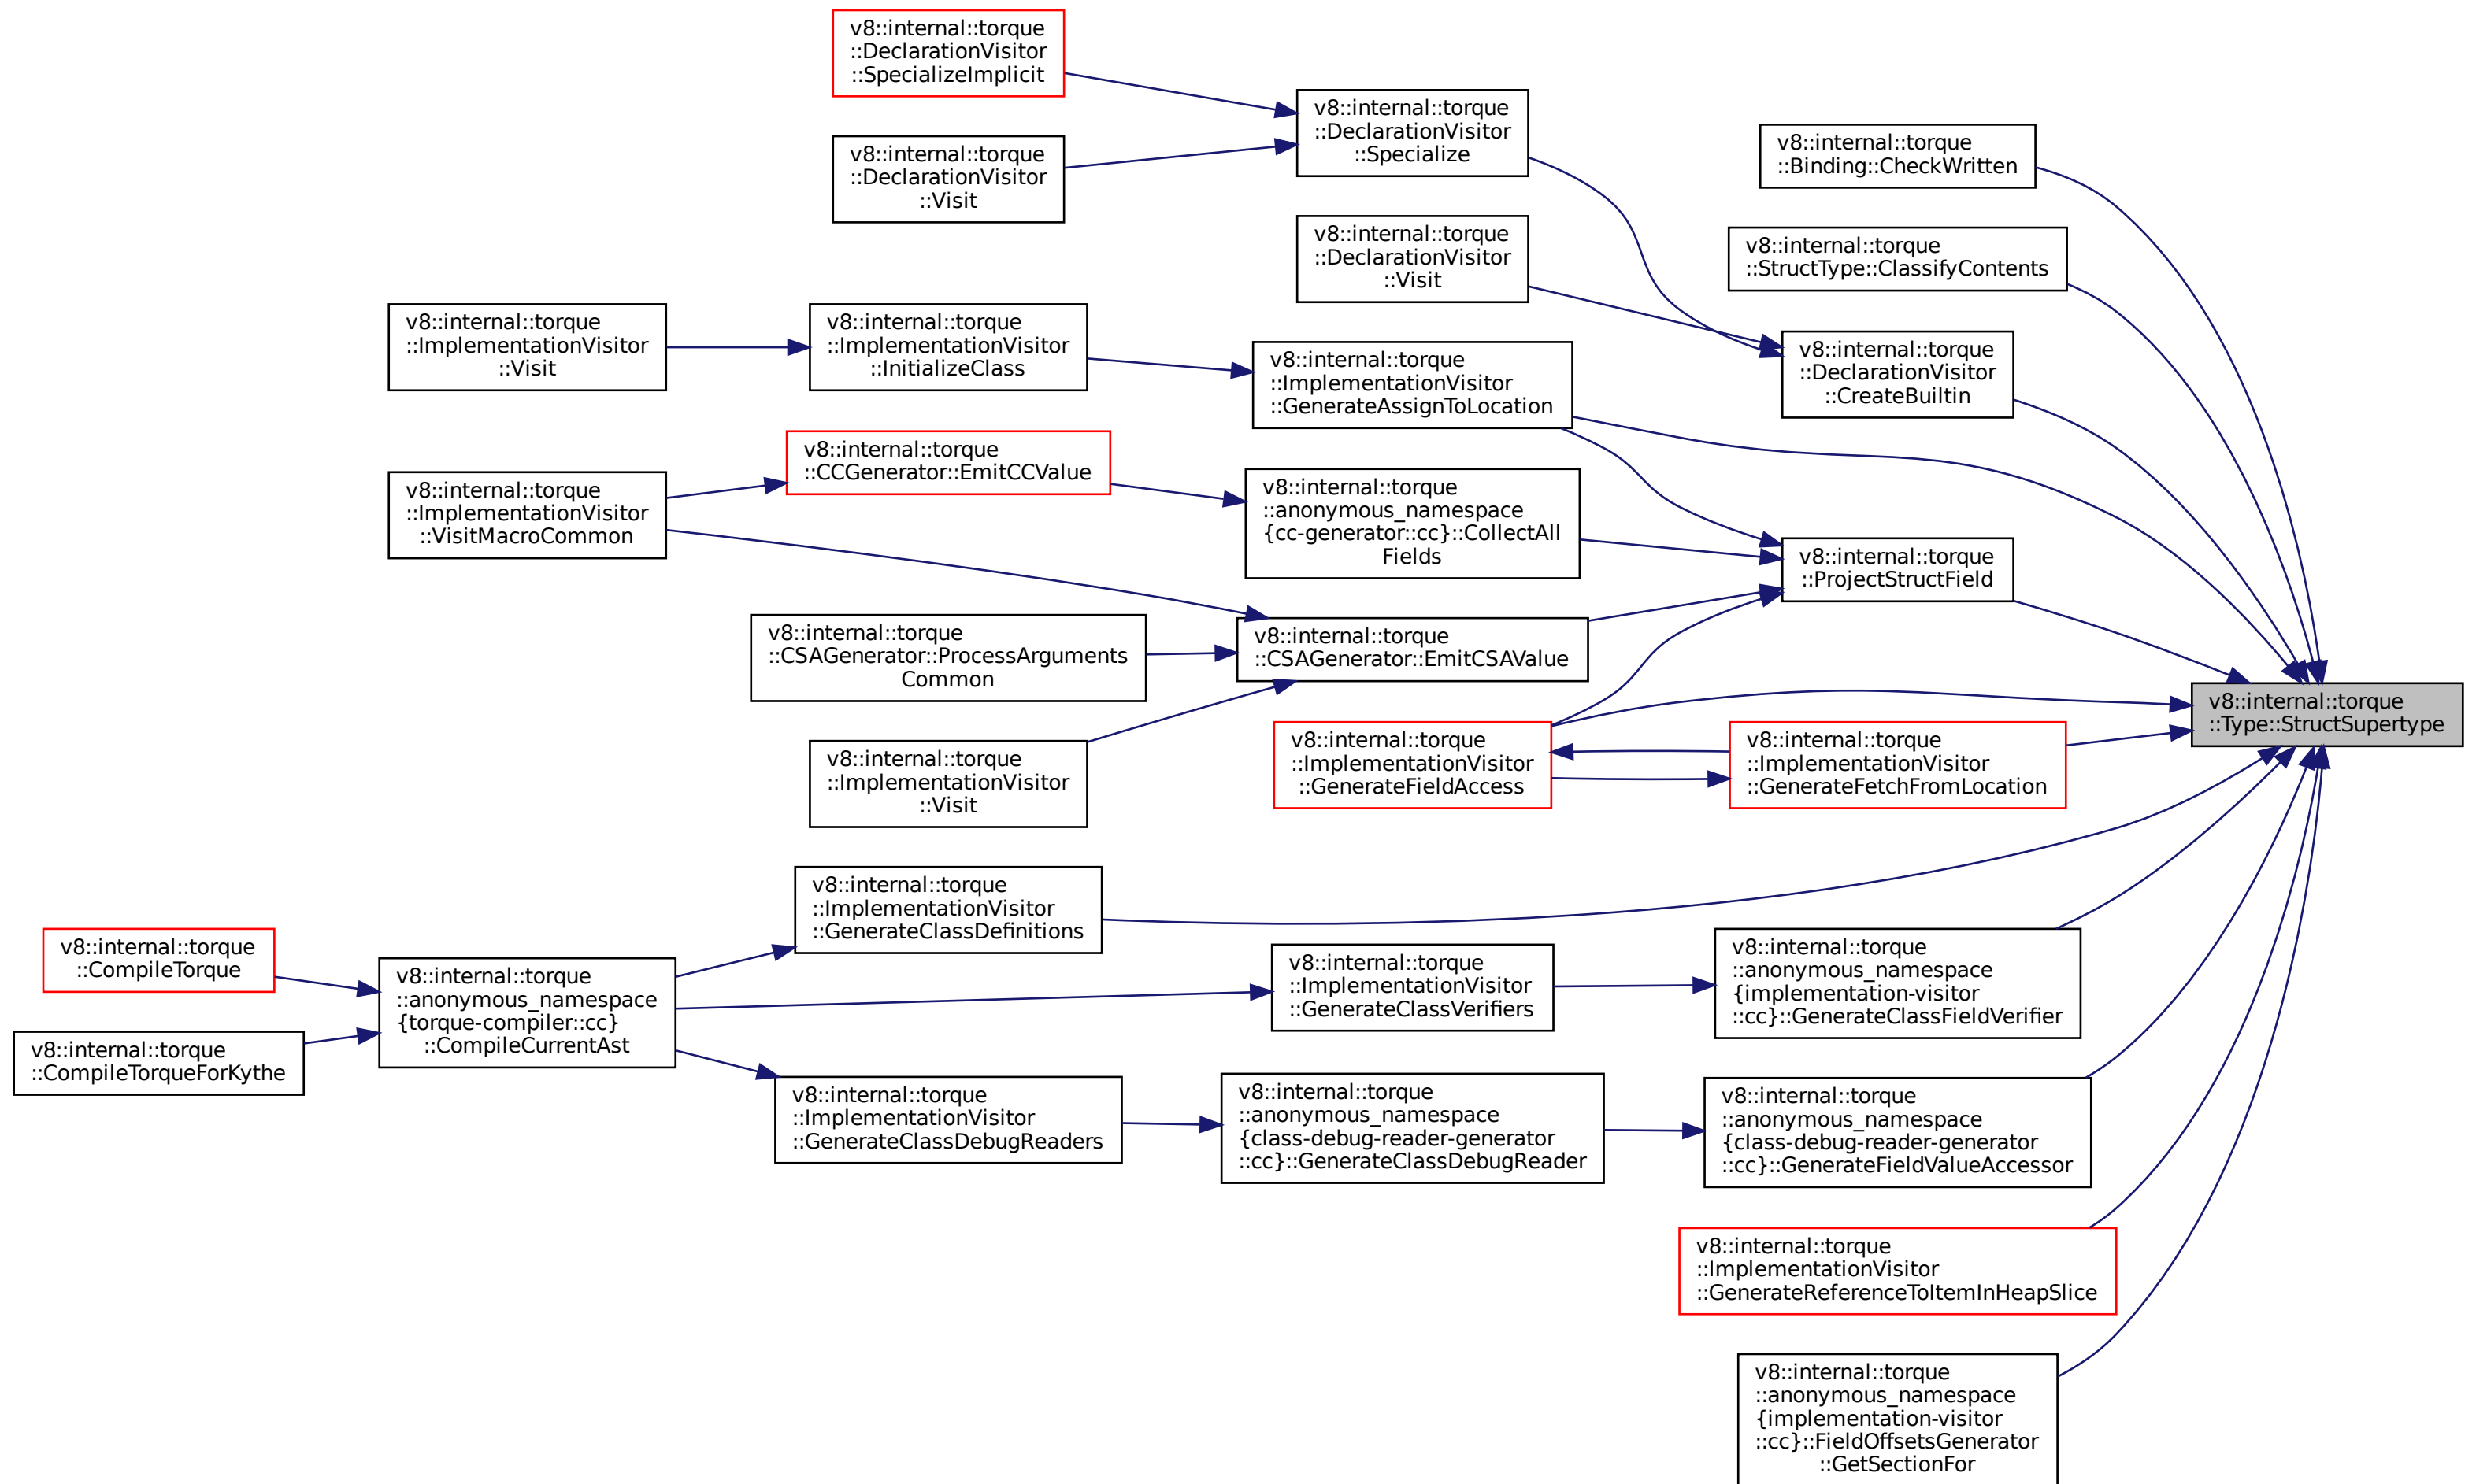 v8::internal::torque
::DeclarationVisitor
::SpecializeImplicit
v8::internal::torque
::DeclarationVisitor
::Visit
v8::internal::torque
::DeclarationVisitor
::Specialize
v8::internal::torque
::DeclarationVisitor
::Visit
v8::internal::torque
::Binding::CheckWritten
v8::internal::torque
::StructType::ClassifyContents
v8::internal::torque
::DeclarationVisitor
::CreateBuiltin
v8::internal::torque
::ImplementationVisitor
::Visit
v8::internal::torque
::ImplementationVisitor
::InitializeClass
v8::internal::torque
::ImplementationVisitor
::GenerateAssignToLocation
v8::internal::torque
::CCGenerator::EmitCCValue
v8::internal::torque
::ImplementationVisitor
::VisitMacroCommon
v8::internal::torque
::anonymous_namespace
{cc-generator::cc}::CollectAll
Fields
v8::internal::torque
::ProjectStructField
v8::internal::torque
::CSAGenerator::ProcessArguments
Common
v8::internal::torque
::CSAGenerator::EmitCSAValue
v8::internal::torque
::ImplementationVisitor
::Visit
v8::internal::torque
::ImplementationVisitor
::GenerateFieldAccess
v8::internal::torque
::ImplementationVisitor
::GenerateFetchFromLocation
v8::internal::torque
::Type::StructSupertype
v8::internal::torque
::ImplementationVisitor
::GenerateClassDefinitions
v8::internal::torque
::CompileTorque
v8::internal::torque
::CompileTorqueForKythe
v8::internal::torque
::anonymous_namespace
{torque-compiler::cc}
::CompileCurrentAst
v8::internal::torque
::ImplementationVisitor
::GenerateClassVerifiers
v8::internal::torque
::anonymous_namespace
{implementation-visitor
::cc}::GenerateClassFieldVerifier
v8::internal::torque
::ImplementationVisitor
::GenerateClassDebugReaders
v8::internal::torque
::anonymous_namespace
{class-debug-reader-generator
::cc}::GenerateClassDebugReader
v8::internal::torque
::anonymous_namespace
{class-debug-reader-generator
::cc}::GenerateFieldValueAccessor
v8::internal::torque
::ImplementationVisitor
::GenerateReferenceToItemInHeapSlice
v8::internal::torque
::anonymous_namespace
{implementation-visitor
::cc}::FieldOffsetsGenerator
::GetSectionFor